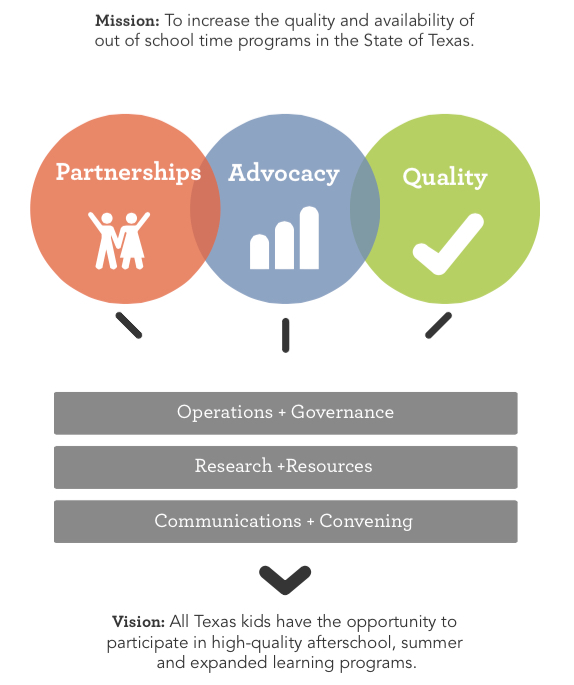 Mission: To increase the quality and availability of
out of school time programs in the State of Texas.
Partnerships
Advocacy
Quality
Operations + Governance
Research +Resources
Communications + Convening
Vision: All Texas kids have the opportunity to
participate in high-quality afterschool, summer
and expanded learning programs.